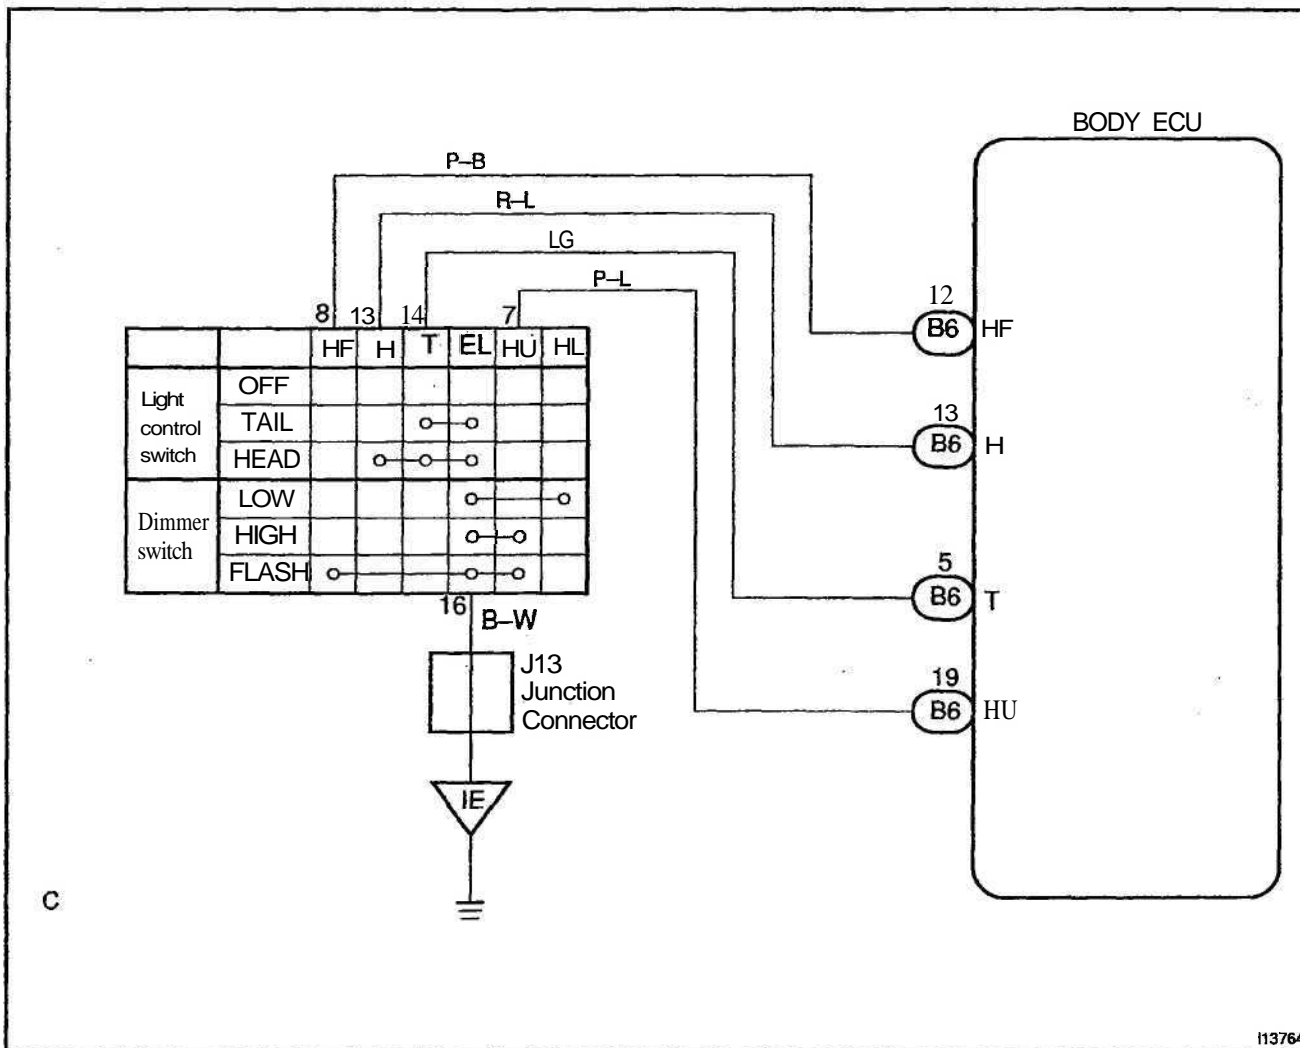 BODY ECU
P-B
R-L
LG
P-L
8 13 14 7
HF H T EL HU HL
Light control switch
OFF
TAIL
HEAD
Dimmer switch
LOW
HIGH
FLASH
16
B-W
J13
Junction
Connector
IE
12
B6 HF
13
B6 H
5
B6 T
19
B6 HU
C
I13764